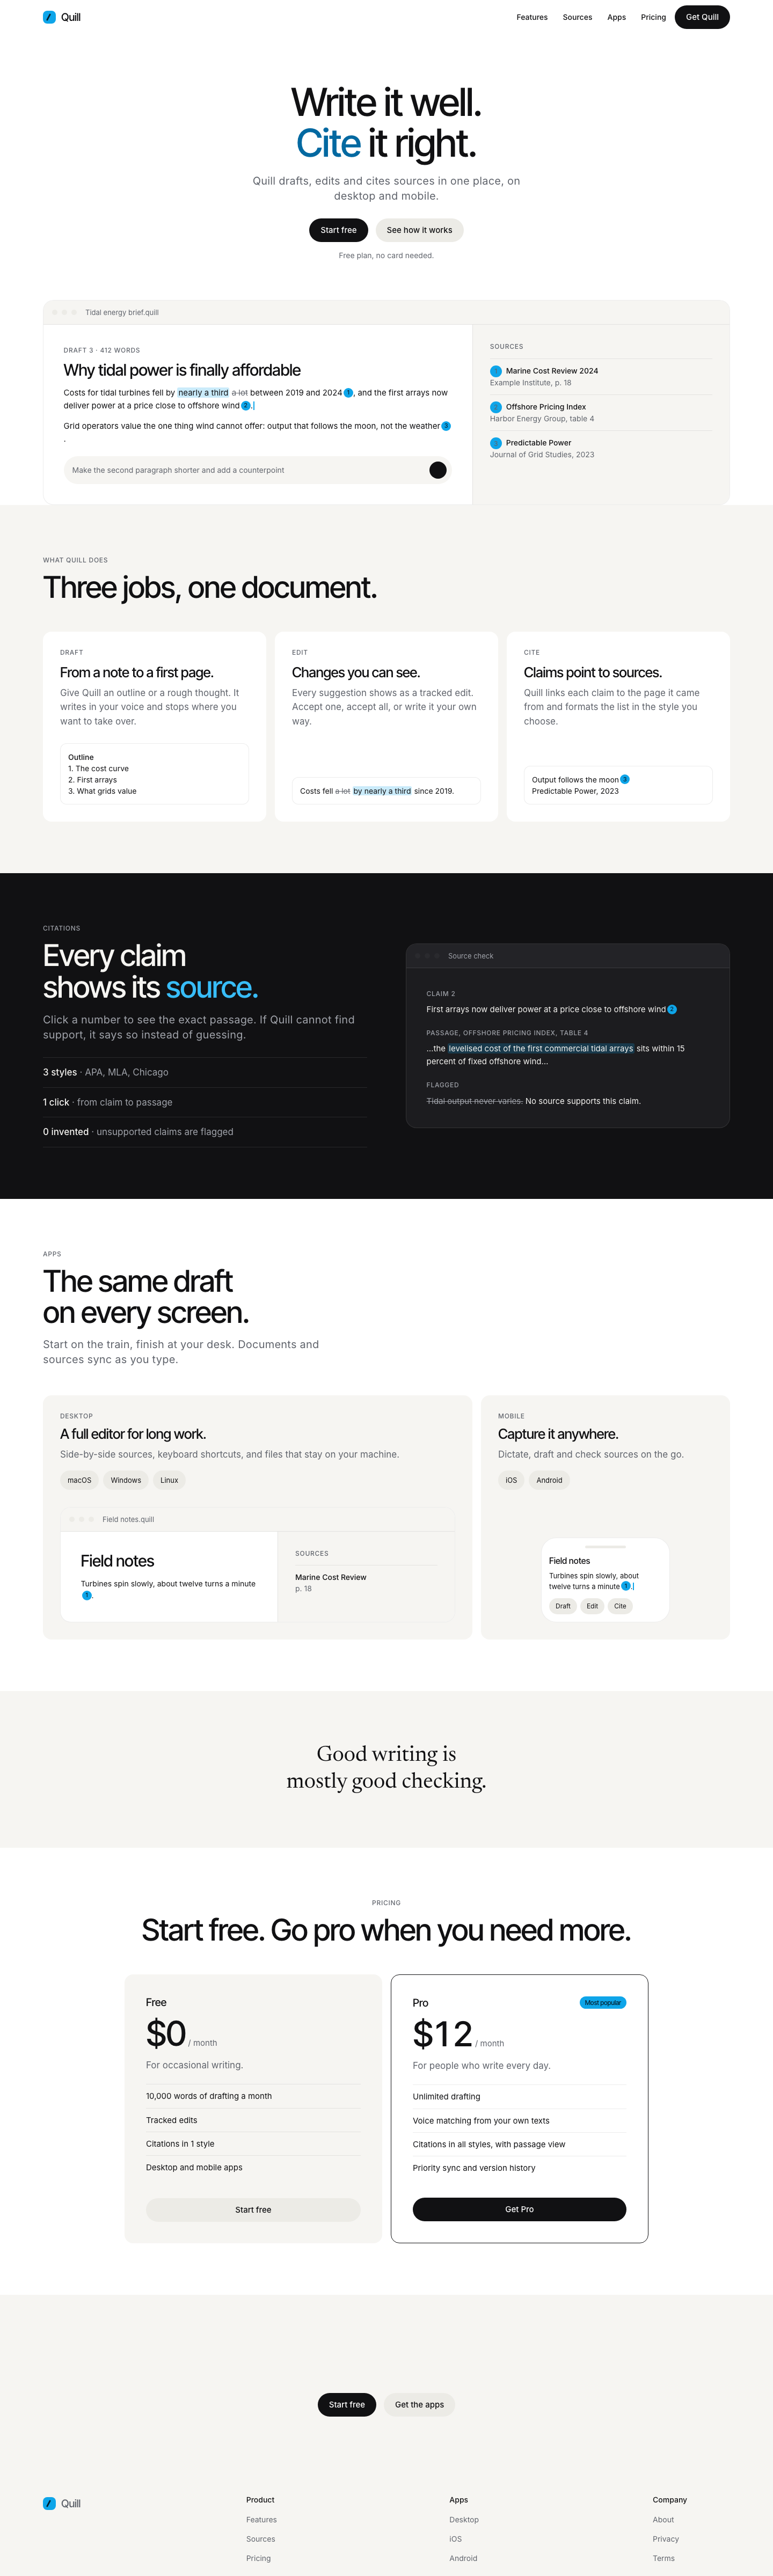 Quill
Features Sources Apps Pricing Get Quill
Write it well.
Cite it right.
Quill drafts, edits and cites sources in one place, on
desktop and mobile.
Start free See how it works
Free plan, no card needed.
Tidal energy brief.quill
DRAFT 3 · 412 WORDS
Why tidal power is finally affordable
Costs for tidal turbines fell by nearly a third a lot between 2019 and 2024 1, and the first arrays now
deliver power at a price close to offshore wind 2.
Grid operators value the one thing wind cannot offer: output that follows the moon, not the weather 3
.
Make the second paragraph shorter and add a counterpoint
SOURCES
1 Marine Cost Review 2024
Example Institute, p. 18
2 Offshore Pricing Index
Harbor Energy Group, table 4
3 Predictable Power
Journal of Grid Studies, 2023
WHAT QUILL DOES
Three jobs, one document.
DRAFT
From a note to a first page.
Give Quill an outline or a rough thought. It
writes in your voice and stops where you
want to take over.
Outline
1. The cost curve
2. First arrays
3. What grids value
EDIT
Changes you can see.
Every suggestion shows as a tracked edit.
Accept one, accept all, or write it your own
way.
Costs fell a lot by nearly a third since 2019.
CITE
Claims point to sources.
Quill links each claim to the page it came
from and formats the list in the style you
choose.
Output follows the moon 3
Predictable Power, 2023
CITATIONS
Every claim
shows its source.
Click a number to see the exact passage. If Quill cannot find
support, it says so instead of guessing.
3 styles · APA, MLA, Chicago
1 click · from claim to passage
0 invented · unsupported claims are flagged
Source check
CLAIM 2
First arrays now deliver power at a price close to offshore wind 2
PASSAGE, OFFSHORE PRICING INDEX, TABLE 4
…the levelised cost of the first commercial tidal arrays sits within 15
percent of fixed offshore wind…
FLAGGED
Tidal output never varies. No source supports this claim.
APPS
The same draft
on every screen.
Start on the train, finish at your desk. Documents and
sources sync as you type.
DESKTOP
A full editor for long work.
Side-by-side sources, keyboard shortcuts, and files that stay on your machine.
macOS Windows Linux
Field notes.quill
Field notes
Turbines spin slowly, about twelve turns a minute
1.
SOURCES
Marine Cost Review
p. 18
MOBILE
Capture it anywhere.
Dictate, draft and check sources on the go.
iOS Android
Field notes
Turbines spin slowly, about
twelve turns a minute 1.
Draft Edit Cite
Good writing is
mostly good checking.
PRICING
Start free. Go pro when you need more.
Free
$0 / month
For occasional writing.
10,000 words of drafting a month
Tracked edits
Citations in 1 style
Desktop and mobile apps
Start free
Pro Most popular
$12 / month
For people who write every day.
Unlimited drafting
Voice matching from your own texts
Citations in all styles, with passage view
Priority sync and version history
Get Pro
Start free Get the apps
Quill
Product
Features
Sources
Pricing
Apps
Desktop
iOS
Android
Company
About
Privacy
Terms